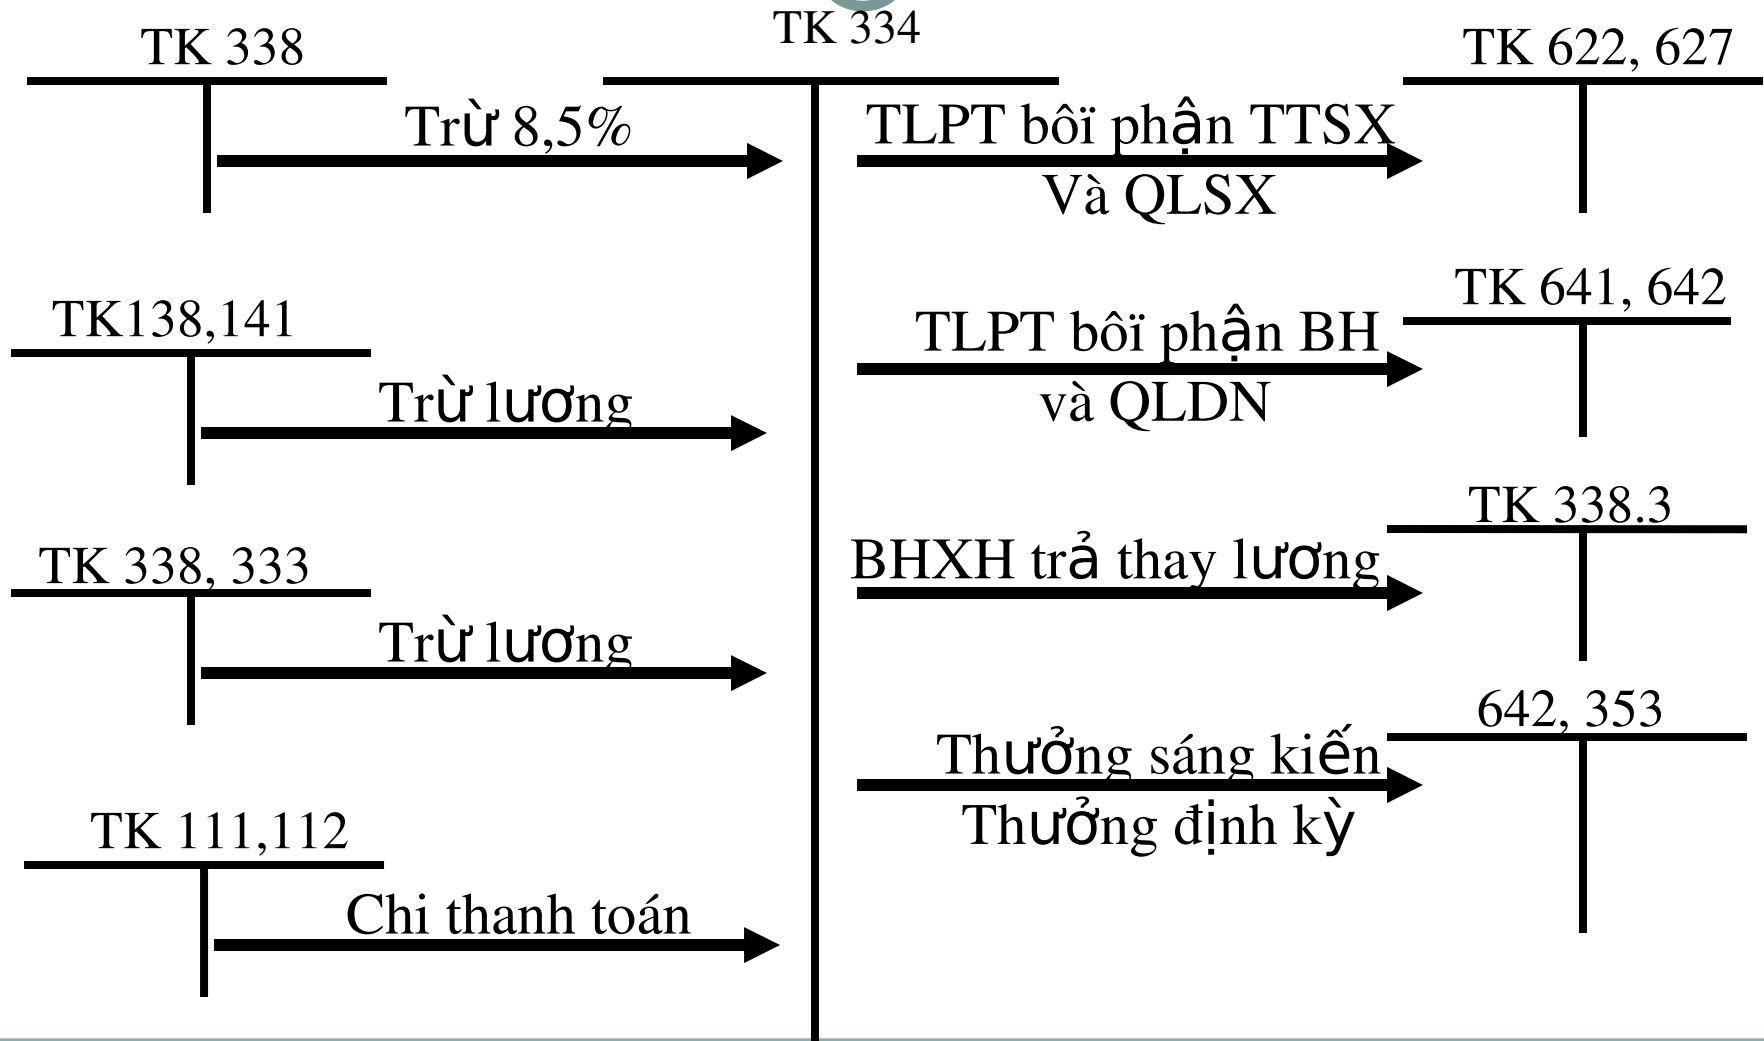 TK 338
TK 334
TK 622, 627
Trừ 8,5%
TLPT bôï phận TTSX
Và QLSX
TK138,141
TK 641, 642
Trừ lương
TLPT bôï phận BH
và QLDN
TK 338, 333
TK 338.3
Trừ lương
BHXH trả thay lương
642, 353
Thưởng sáng kiến
Thưởng định kỳ
TK 111,112
Chi thanh toán